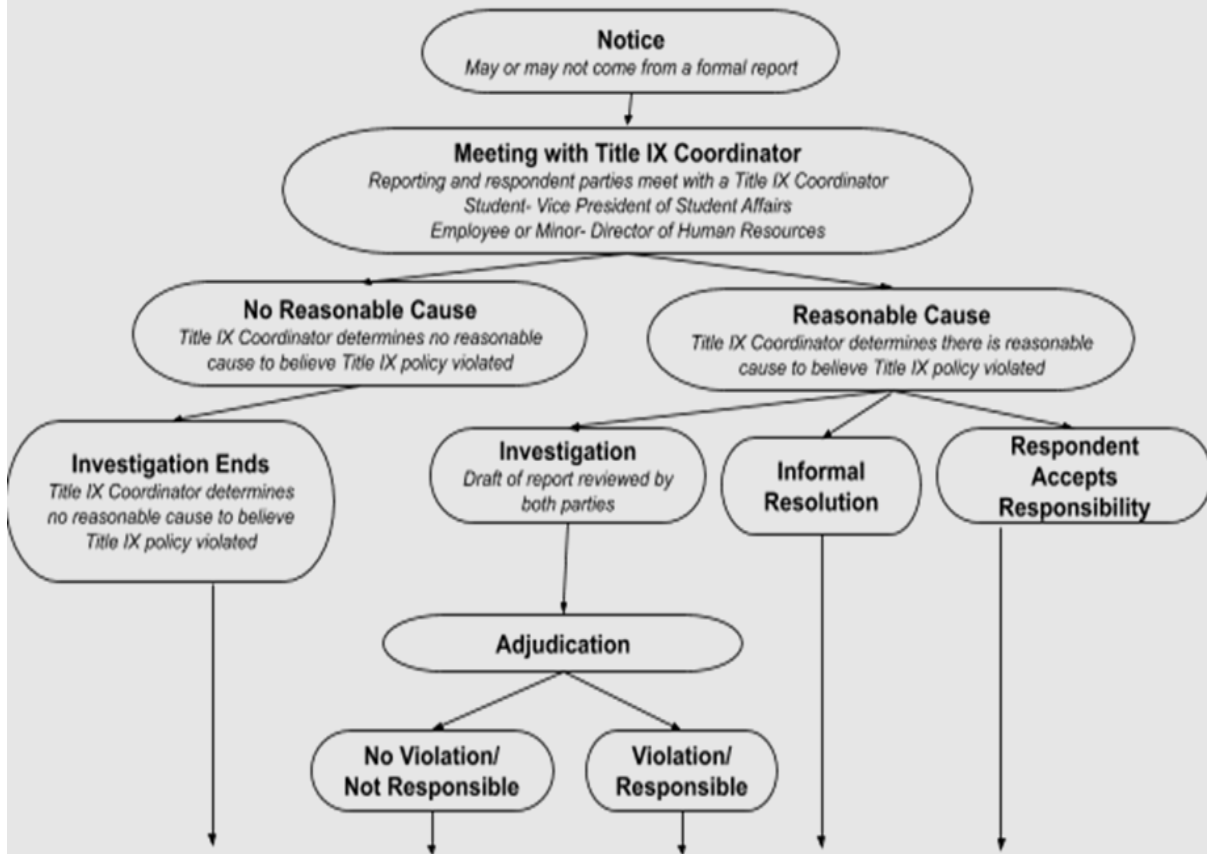 Notice
May or may not come from a formal report
Meeting with Title IX Coordinator
Reporting and respondent parties meet with a Title IX Coordinator
Student- Vice President of Student Affairs
Employee or Minor- Director of Human Resources
No Reasonable Cause
Title IX Coordinator determines no reasonable
cause to believe Title IX policy violated
Reasonable Cause
Title IX Coordinator determines there is reasonable
cause to believe Title IX policy violated
Investigation Ends
Title IX Coordinator determines
no reasonable cause to believe
Title IX policy violated
Investigation
Draft of report reviewed by
both parties
Informal
Resolution
Respondent
Accepts
Responsibility
Adjudication
No Violation/
Not Responsible
Violation/
Responsible